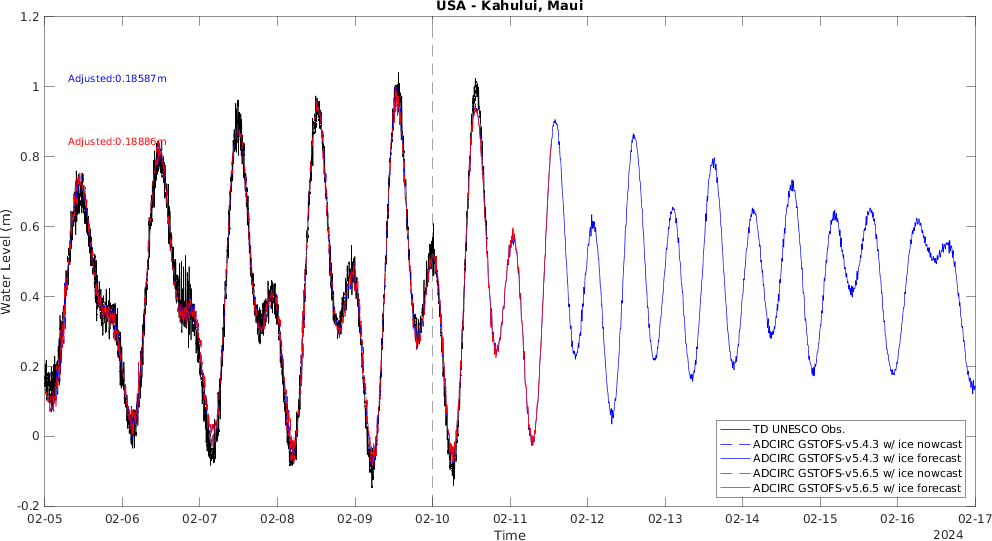 USA - Kahului, Maui
1.2
1
0.8
0.6
0.4
0.2
0
-0.2
Water Level (m)
Adjusted:0.18587m
Adjusted:0.18886m
TD UNESCO Obs.
ADCIRC GSTOFS-v5.4.3 w/ ice nowcast
ADCIRC GSTOFS-v5.4.3 w/ ice forecast
ADCIRC GSTOFS-v5.6.5 w/ ice nowcast
ADCIRC GSTOFS-v5.6.5 w/ ice forecast
02-05 02-06 02-07 02-08 02-09 02-10 02-11 02-12 02-13 02-14 02-15 02-16 02-17
Time
2024